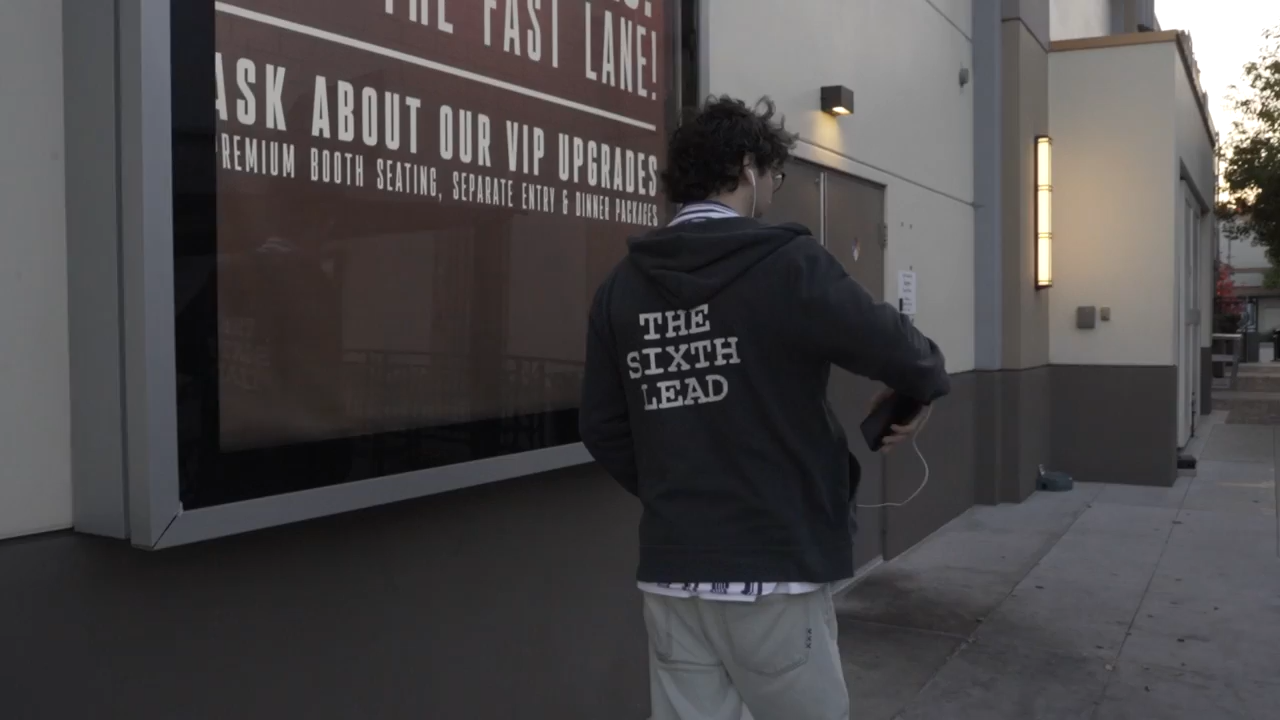 THE FAST LANE!
ASK ABOUT OUR VIP UPGRADES
PREMIUM BOOTH SEATING, SEPARATE ENTRY & DINNER PACKAGES
THE
SIXTH
LEAD